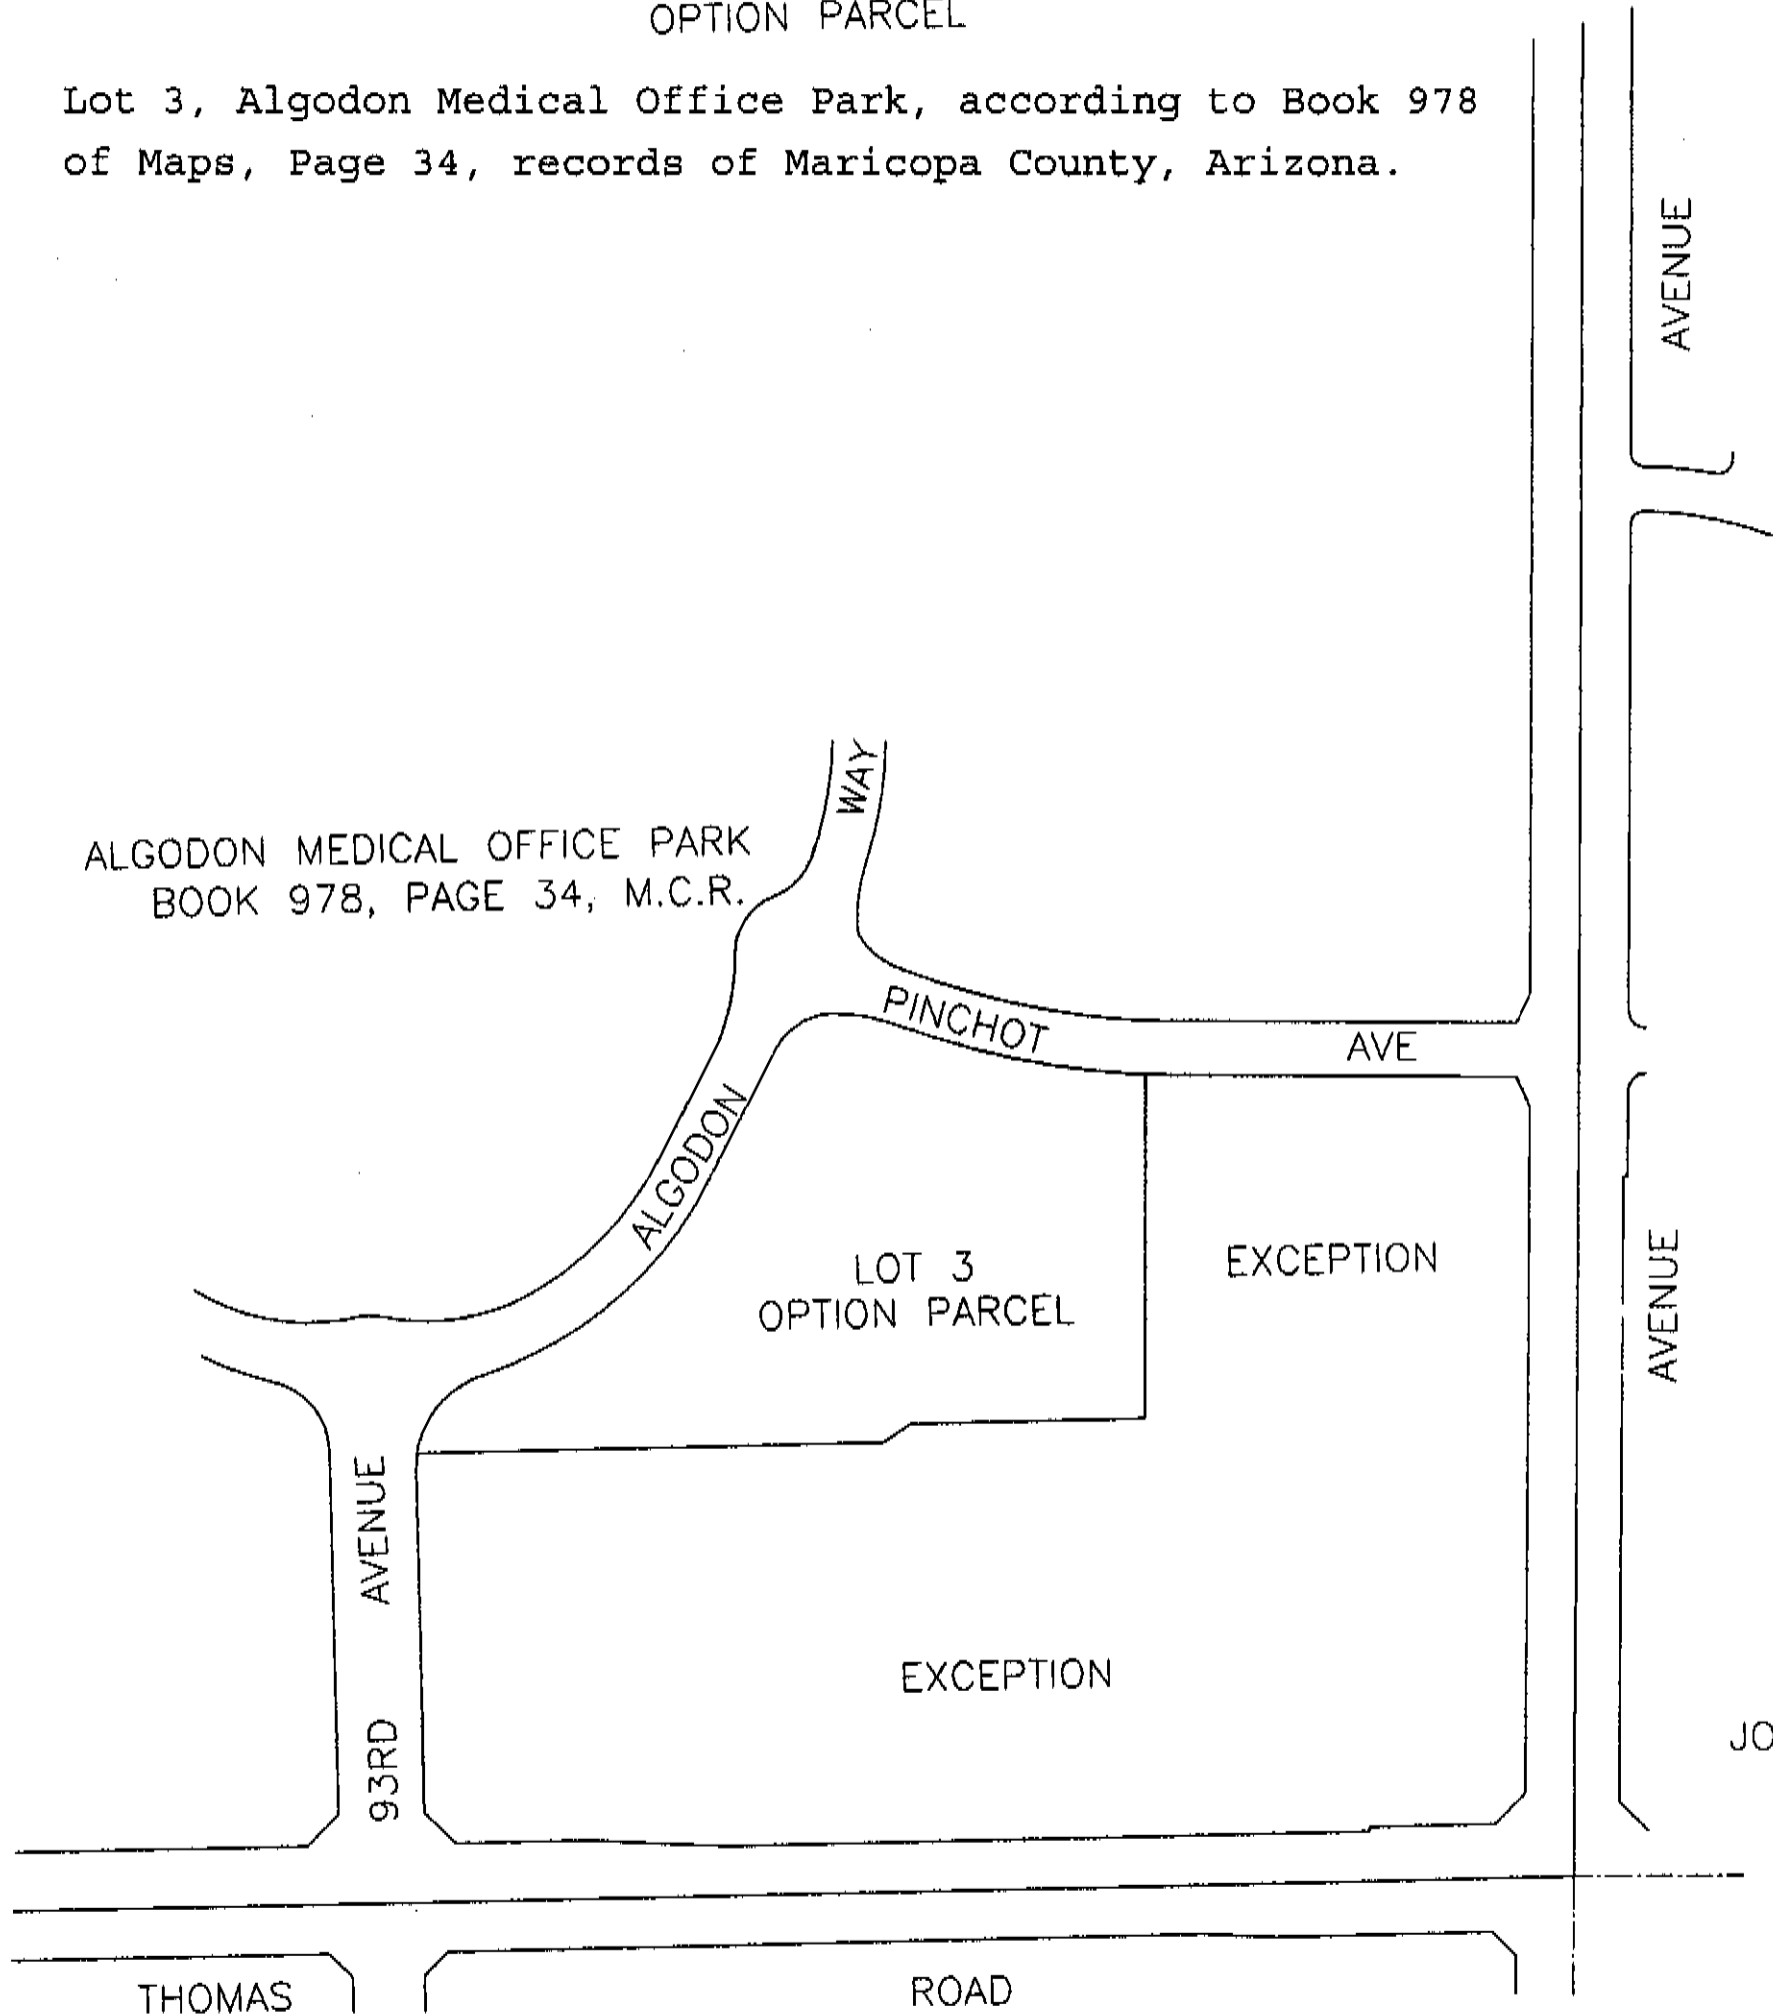 OPTION PARCEL
Lot 3, Algodon Medical Office Park, according to Book 978
of Maps, Page 34, records of Maricopa County, Arizona.
AVENUE
WAY
ALGODON MEDICAL OFFICE PARK
BOOK 978, PAGE 34, M.C.R.
PINCHOT
AVE
ALGODON
LOT 3
OPTION PARCEL
EXCEPTION
AVENUE
93RD AVENUE
EXCEPTION
JO
THOMAS ROAD